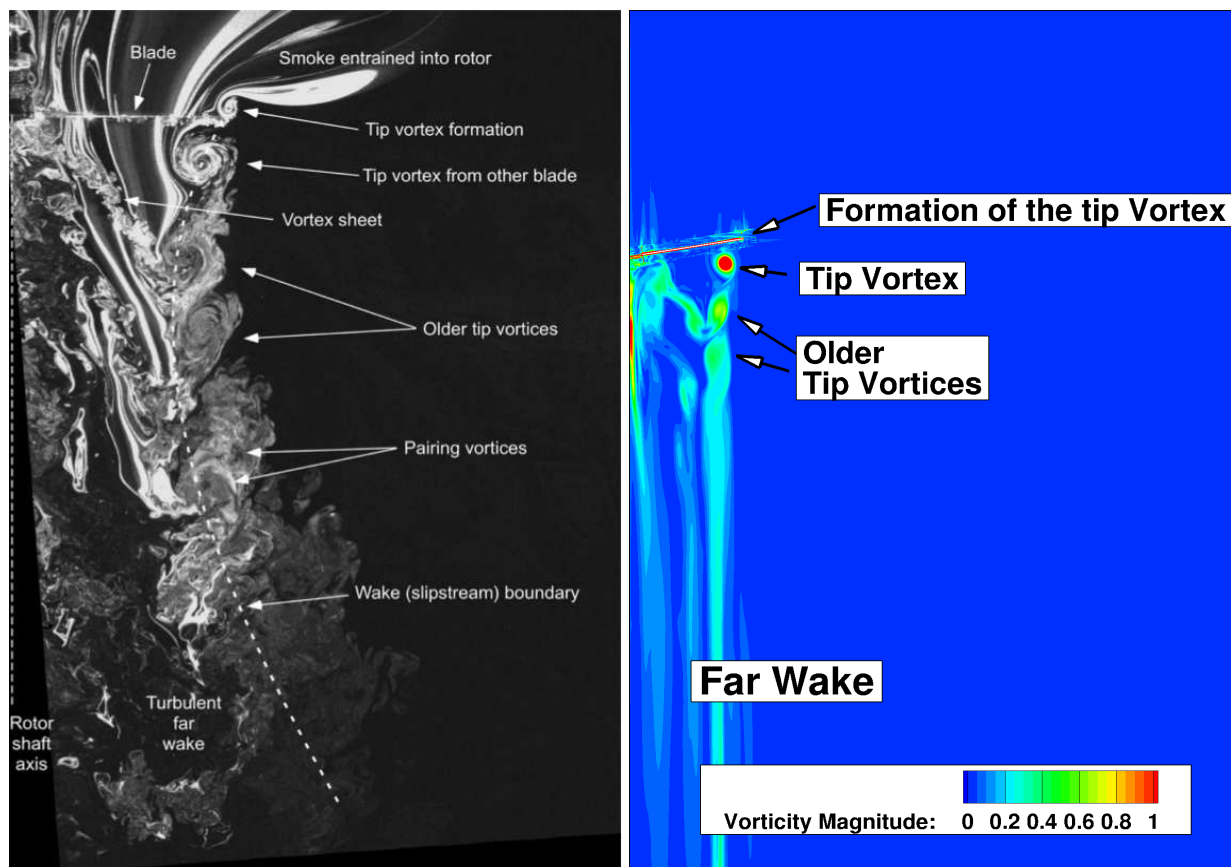 Blade
Smoke entrained into rotor
Tip vortex formation
Tip vortex from other blade
Vortex sheet
Older tip vortices
Pairing vortices
Wake (slipstream) boundary
Turbulent
far
wake
Rotor
shaft
axis
Formation of the tip Vortex
Tip Vortex
Older
Tip Vortices
Far Wake
Vorticity Magnitude: 0 0.2 0.4 0.6 0.8 1